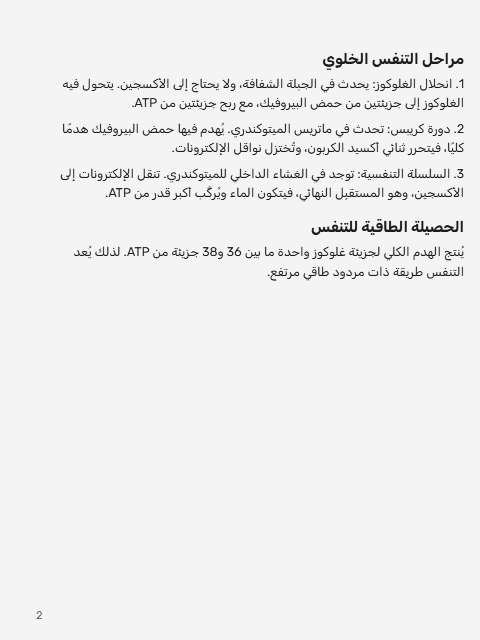 مراحل التنفس الخلوي
1. انحلال الغلوكوز: يحدث في الجبلة الشفافة، ولا يحتاج إلى الأكسجين. يتحول فيه
الغلوكوز إلى جزيئتين من حمض البيروفيك، مع ربح جزيئتين من ATP.
2. دورة كريبس: تحدث في ماتريس الميتوكندري. يُهدم فيها حمض البيروفيك هدمًا
كليًا، فيتحرر ثنائي أكسيد الكربون، وتُختزل نواقل الإلكترونات.
3. السلسلة التنفسية: توجد في الغشاء الداخلي للميتوكندري. تنقل الإلكترونات إلى
الأكسجين، وهو المستقبل النهائي، فيتكون الماء ويُركَّب أكبر قدر من ATP.
الحصيلة الطاقية للتنفس
يُنتج الهدم الكلي لجزيئة غلوكوز واحدة ما بين 36 و38 جزيئة من ATP. لذلك يُعد
التنفس طريقة ذات مردود طاقي مرتفع.
2